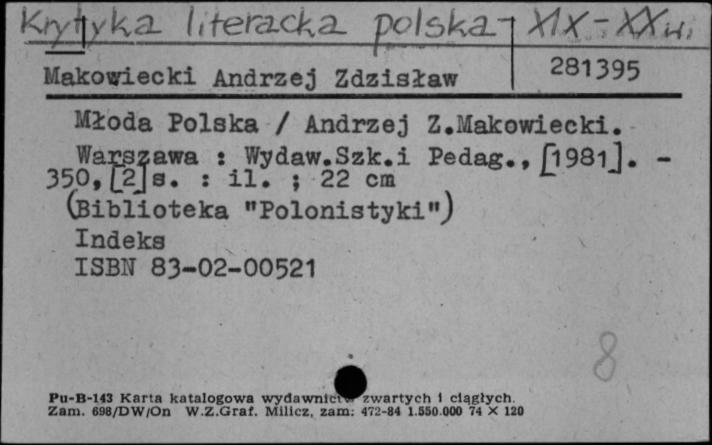 Krytyka literacka polska - XIX-XX w.
Makowiecki Andrzej Zdzisław 281395
Młoda Polska / Andrzej Z.Makowiecki.
Warszawa : Wydaw.Szk.i Pedag., [1981]. -
350,[2]s. : il. ; 22 cm
(Biblioteka "Polonistyki")
Indeks
ISBN 83-02-00521
8
Pu-B-143 Karta katalogowa wydawnictw zwartych i ciągłych.
Zam. 698/DW/On W.Z.Graf. Milicz, zam: 472-84 1.550.000 74 X 120